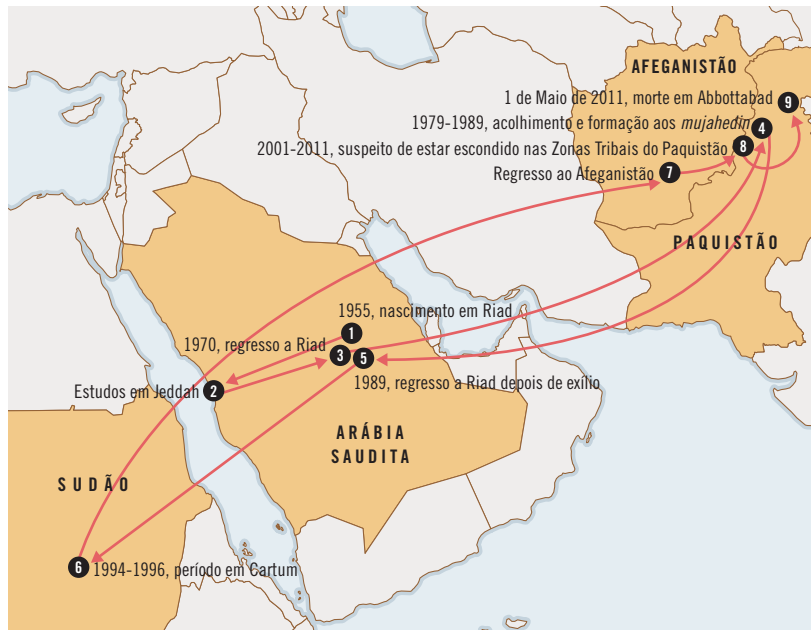 AFEGANISTÃO
1 de Maio de 2011, morte em Abbottabad
9
1979-1989, acolhimento e formação aos mujahedin
4
2001-2011, suspeito de estar escondido nas Zonas Tribais do Paquistão
8
Regresso ao Afeganistão
7
PAQUISTÃO
1955, nascimento em Riad
1
1970, regresso a Riad
3
5
1989, regresso a Riad depois de exílio
Estudos em Jeddah
2
ARÁBIA
SAUDITA
SUDÃO
6
1994-1996, período em Cartum